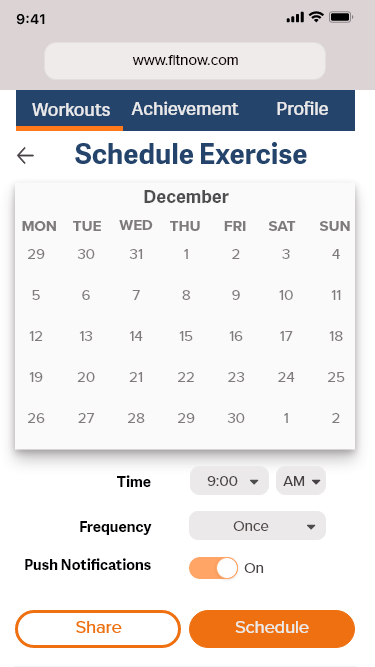 9:41
www.fitnow.com
Workouts Achievement Profile
Schedule Exercise
December
MON TUE WED THU FRI SAT SUN
29 30 31 1 2 3 4
5 6 7 8 9 10 11
12 13 14 15 16 17 18
19 20 21 22 23 24 25
26 27 28 29 30 1 2
Time 9:00 AM
Frequency Once
Push Notifications On
Share Schedule